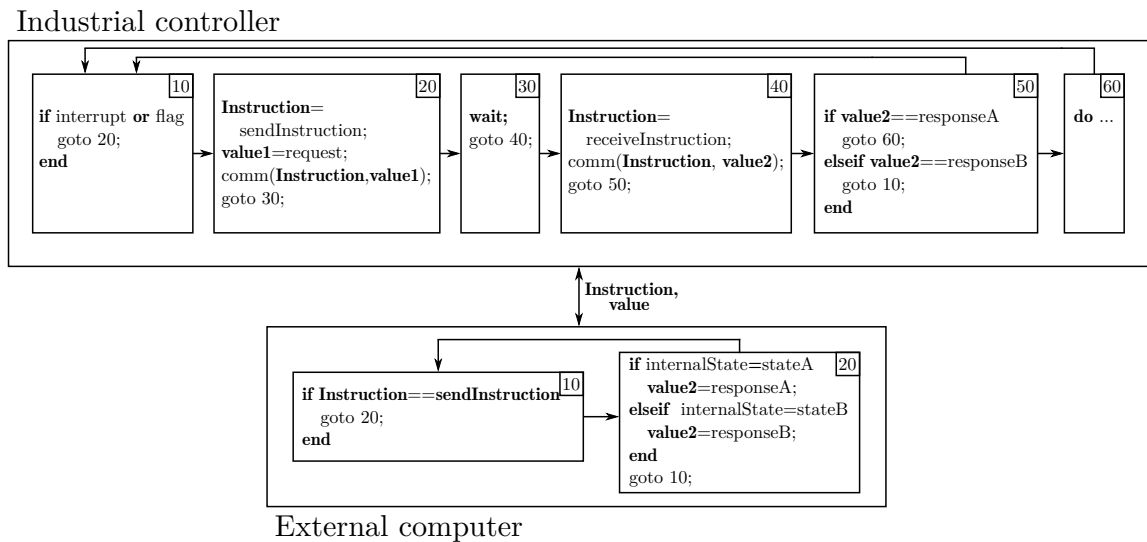 Industrial controller
10
if interrupt or flag
goto 20;
end
20
Instruction=
sendInstruction;
value1=request;
comm(Instruction,value1);
goto 30;
30
wait;
goto 40;
40
Instruction=
receiveInstruction;
comm(Instruction, value2);
goto 50;
50
if value2==responseA
goto 60;
elseif value2==responseB
goto 10;
end
60
do ...
Instruction,
value
10
if Instruction==sendInstruction
goto 20;
end
20
if internalState=stateA
value2=responseA;
elseif internalState=stateB
value2=responseB;
end
goto 10;
External computer